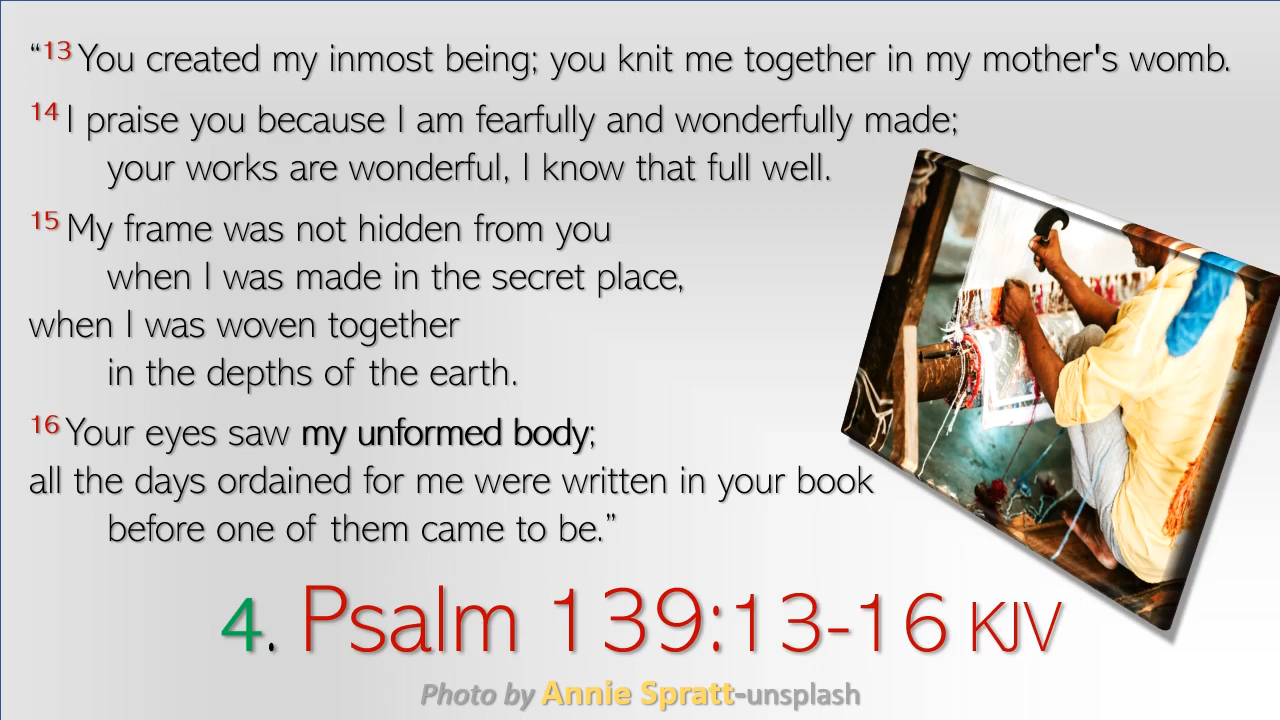 “13 You created my inmost being; you knit me together in my mother's womb.
14 I praise you because I am fearfully and wonderfully made;
your works are wonderful, I know that full well.
15 My frame was not hidden from you
when I was made in the secret place,
when I was woven together
in the depths of the earth.
16 Your eyes saw my unformed body;
all the days ordained for me were written in your book
before one of them came to be.”
4. Psalm 139:13-16 KJV
Photo by Annie Spratt-unsplash